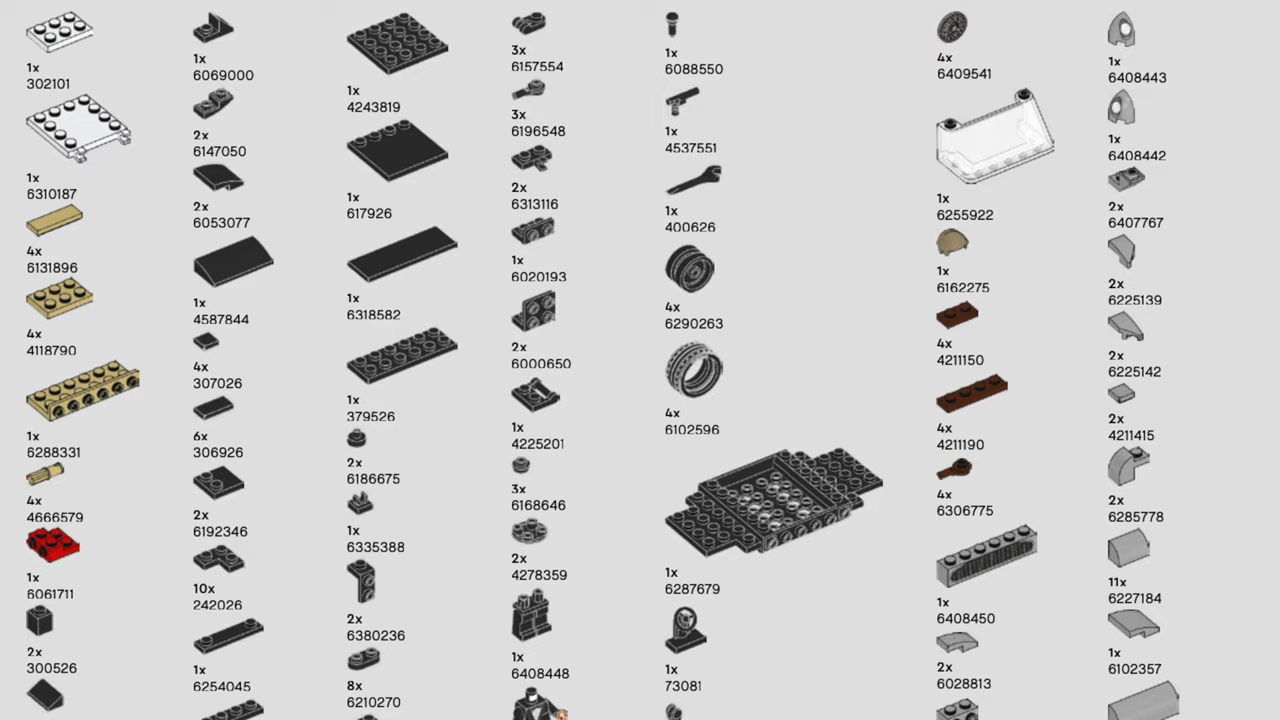 1x
302101
1x
6310187
4x
6131896
4x
4118790
1x
6288331
4x
4666579
1x
6061711
2x
300526
1x
6069000
2x
6147050
2x
6053077
1x
4587844
4x
307026
6x
306926
2x
6192346
10x
242026
1x
6254045
1x
4243819
1x
617926
1x
6318582
1x
379526
2x
6186675
1x
6335388
2x
6380236
8x
6210270
3x
6157554
3x
6196548
2x
6313116
1x
6020193
2x
6000650
1x
4225201
3x
6168646
2x
4278359
1x
6408448
1x
6088550
1x
4537551
1x
400626
4x
6290263
4x
6102596
1x
6287679
1x
73081
4x
6409541
1x
6255922
1x
6162275
4x
4211150
4x
4211190
4x
6306775
1x
6408450
2x
6028813
1x
6408443
1x
6408442
2x
6407767
2x
6225139
2x
6225142
2x
4211415
2x
6285778
11x
6227184
1x
6102357